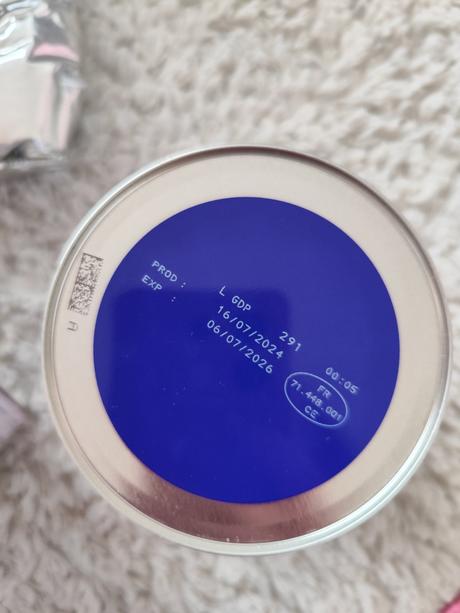 L GDP 291 00:05
PROD : 16/07/2024
EXP : 06/07/2026
FR
71.448.001
CE
A